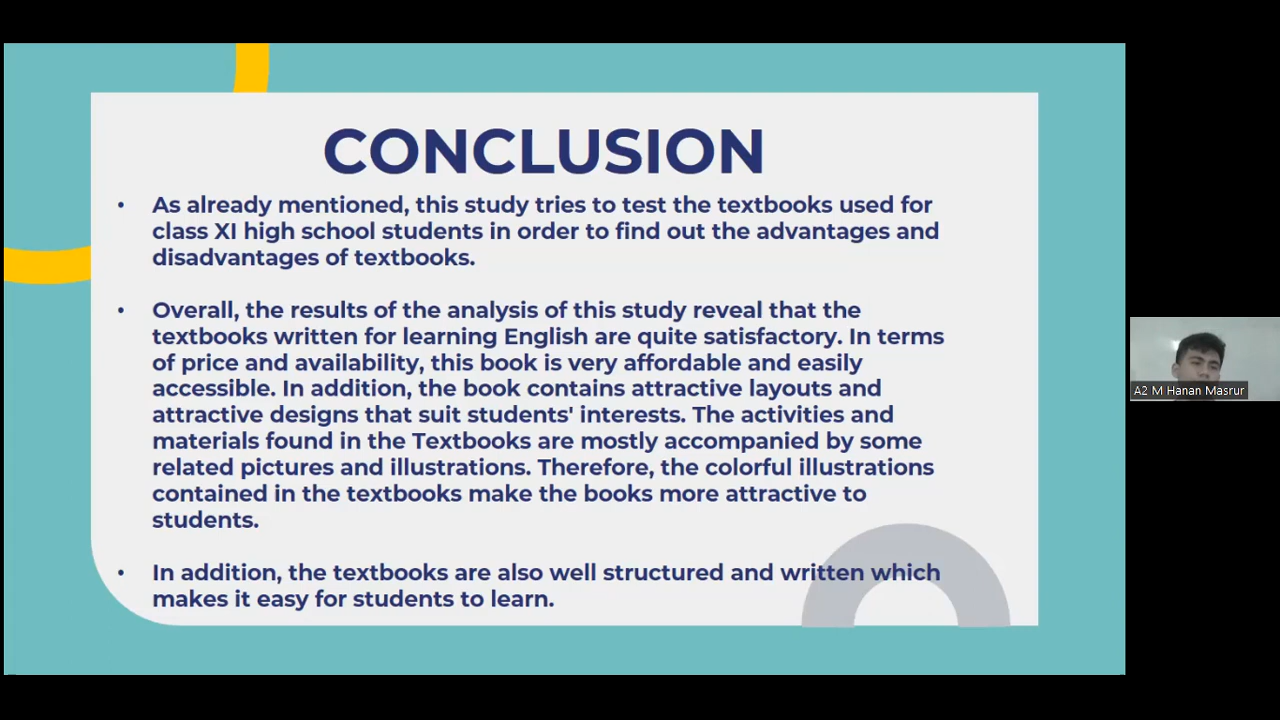 CONCLUSION
• As already mentioned, this study tries to test the textbooks used for
class XI high school students in order to find out the advantages and
disadvantages of textbooks.
• Overall, the results of the analysis of this study reveal that the
textbooks written for learning English are quite satisfactory. In terms
of price and availability, this book is very affordable and easily
accessible. In addition, the book contains attractive layouts and
attractive designs that suit students' interests. The activities and
materials found in the Textbooks are mostly accompanied by some
related pictures and illustrations. Therefore, the colorful illustrations
contained in the textbooks make the books more attractive to
students.
• In addition, the textbooks are also well structured and written which
makes it easy for students to learn.
A2 M Hanan Masrur